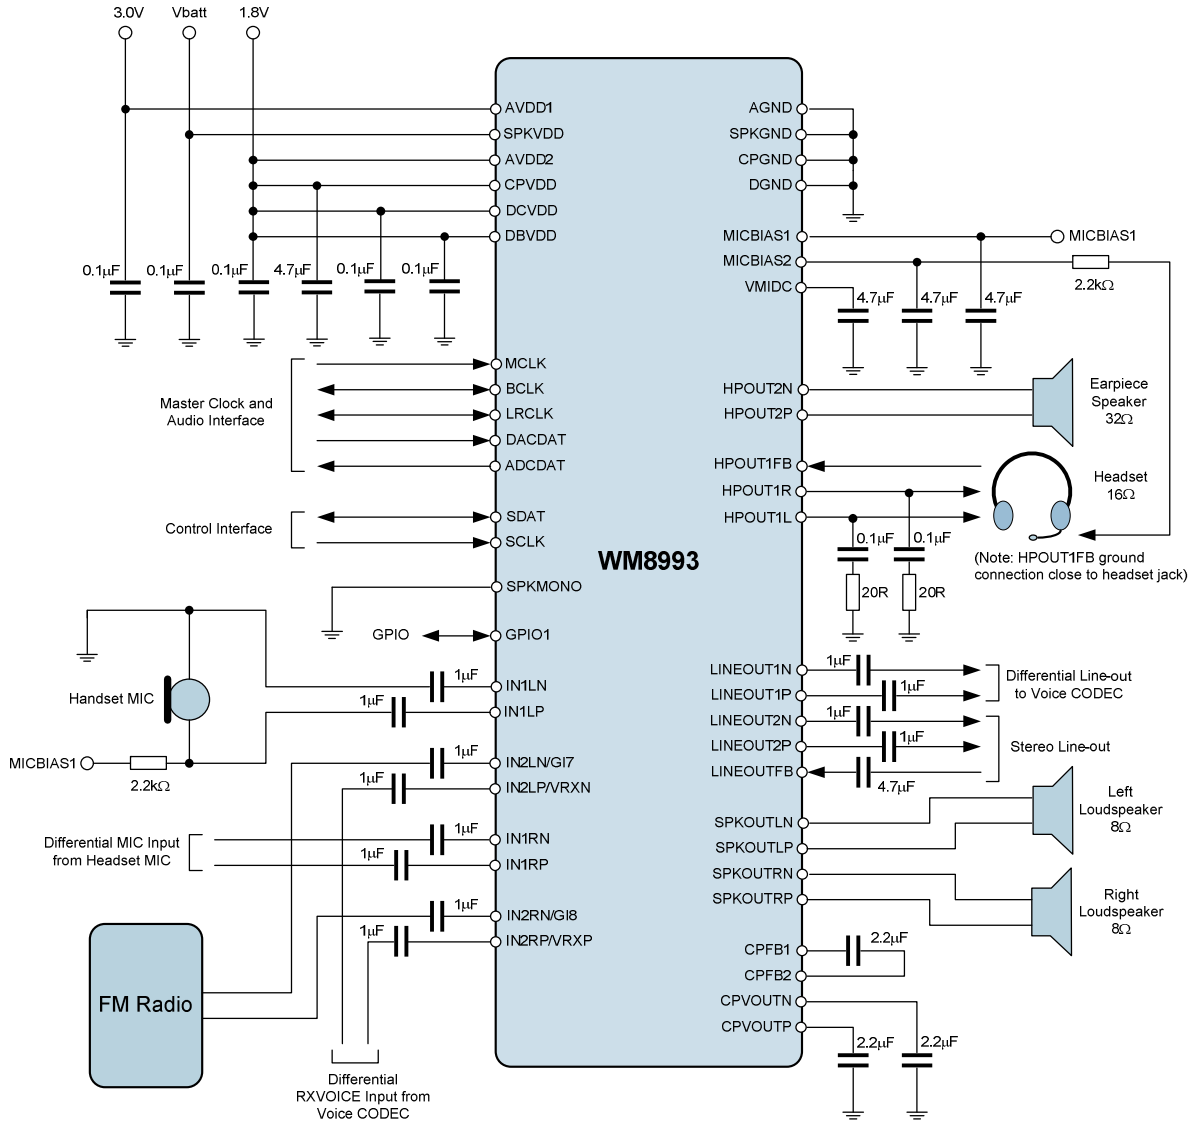 3.0V
Vbatt
1.8V
AVDD1
SPKVDD
AVDD2
CPVDD
DCVDD
DBVDD
0.1µF
0.1µF
0.1µF
4.7µF
0.1µF
0.1µF
Master Clock and
Audio Interface
MCLK
BCLK
LRCLK
DACDAT
ADCDAT
Control Interface
SDAT
SCLK
SPKMONO
GPIO
GPIO1
Handset MIC
1µF
IN1LN
1µF
IN1LP
MICBIAS1
2.2kΩ
1µF
IN2LN/GI7
1µF
IN2LP/VRXN
Differential MIC Input
from Headset MIC
1µF
IN1RN
1µF
IN1RP
1µF
IN2RN/GI8
1µF
IN2RP/VRXP
FM Radio
Differential
RXVOICE Input from
Voice CODEC
WM8993
AGND
SPKGND
CPGND
DGND
MICBIAS1
MICBIAS1
MICBIAS2
2.2kΩ
VMIDC
4.7µF
4.7µF
4.7µF
HPOUT2N
HPOUT2P
Earpiece
Speaker
32Ω
HPOUT1FB
HPOUT1R
HPOUT1L
Headset
16Ω
0.1µF
0.1µF
20R
20R
(Note: HPOUT1FB ground
connection close to headset jack)
LINEOUT1N
1µF
LINEOUT1P
1µF
Differential Line-out
to Voice CODEC
LINEOUT2N
1µF
LINEOUT2P
1µF
Stereo Line-out
LINEOUTFB
4.7µF
SPKOUTLN
SPKOUTLP
Left
Loudspeaker
8Ω
SPKOUTRN
SPKOUTRP
Right
Loudspeaker
8Ω
CPFB1
2.2µF
CPFB2
CPVOUTN
CPVOUTP
2.2µF
2.2µF